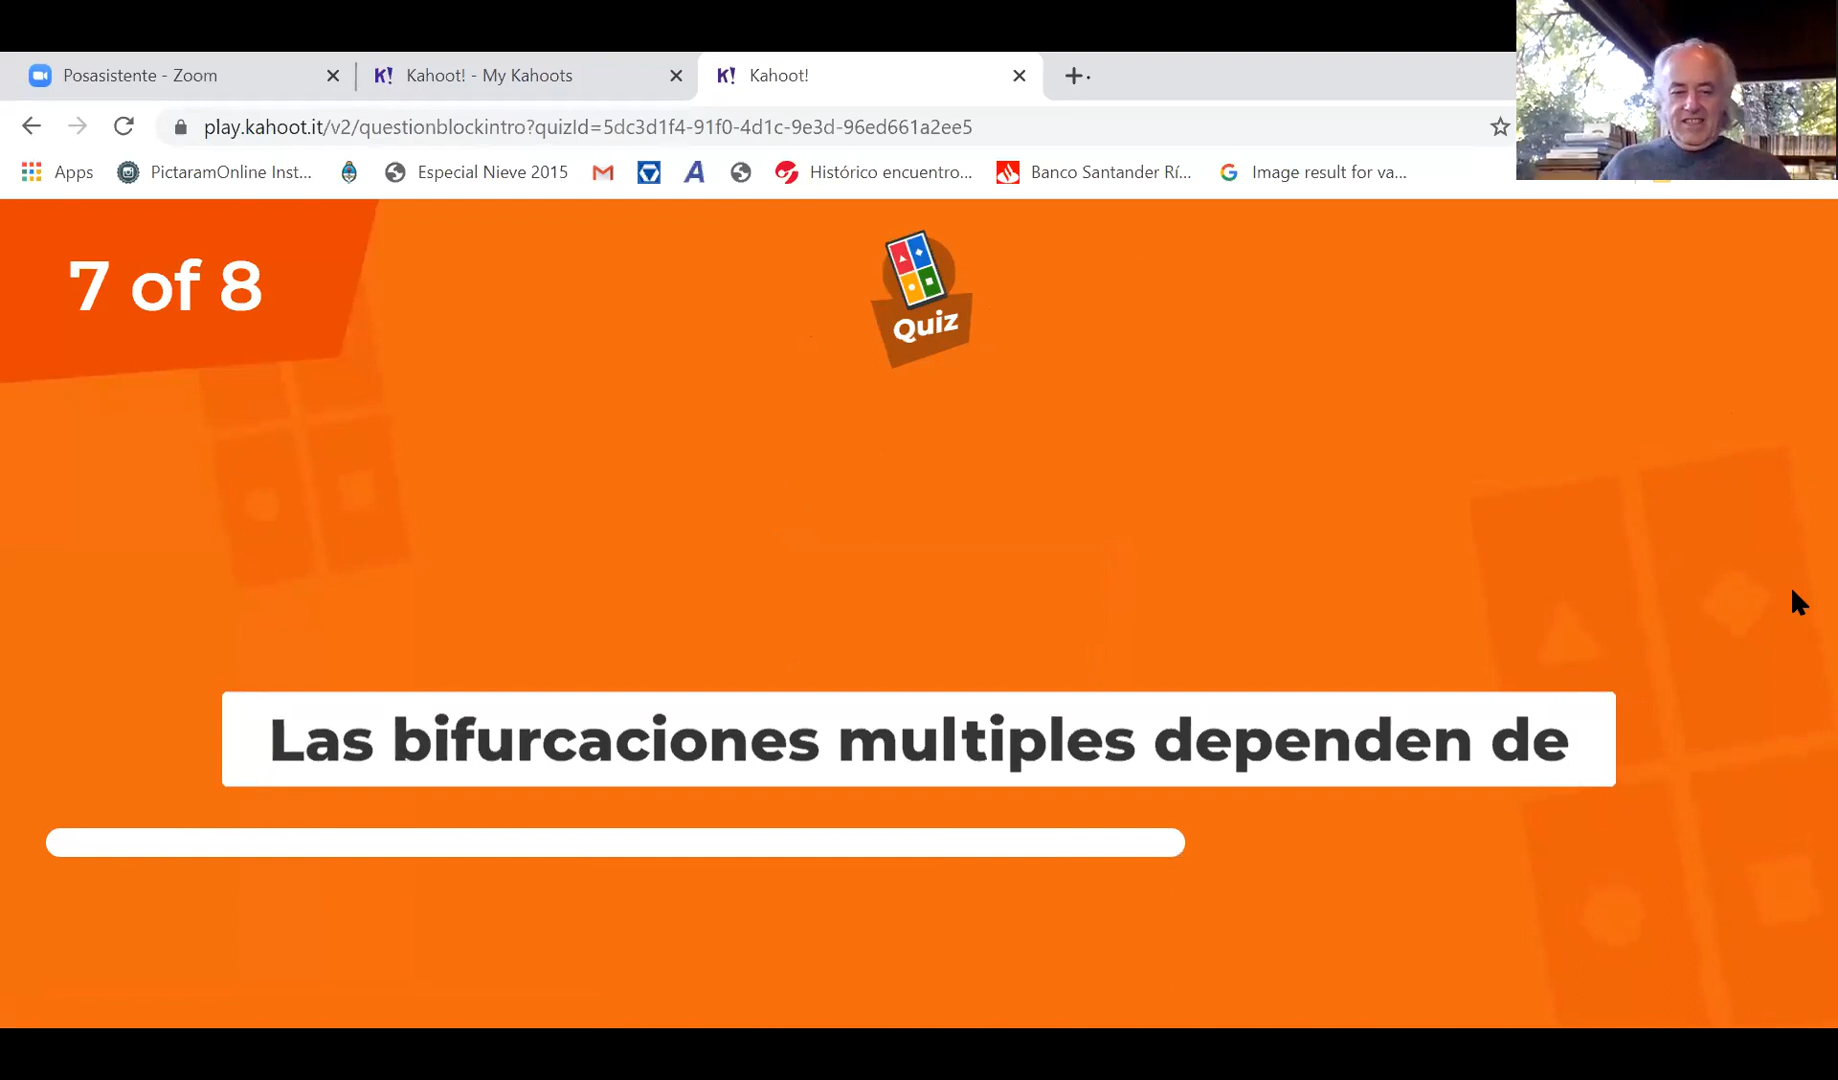 Posasistente - Zoom
Kahoot! - My Kahoots
Kahoot!
play.kahoot.it/v2/questionblockintro?quizId=5dc3d1f4-91f0-4d1c-9e3d-96ed661a2ee5
Apps
PictaramOnline Inst...
Especial Nieve 2015
Histórico encuentro...
Banco Santander Rí...
Image result for va...
7 of 8
Quiz
Las bifurcaciones multiples dependen de